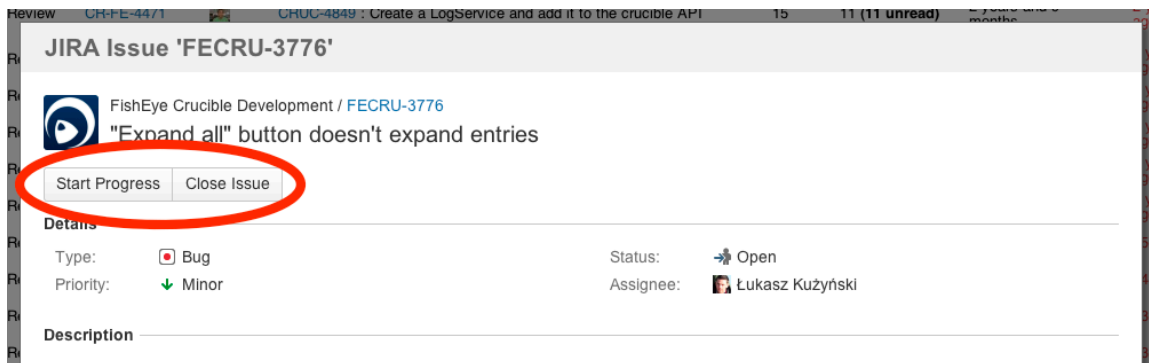 Review CR-FE-4471 CRUC-4849 : Create a LogService and add it to the crucible API 15 11 (11 unread)
months
JIRA Issue 'FECRU-3776'
FishEye Crucible Development / FECRU-3776
"Expand all" button doesn't expand entries
Start Progress Close Issue
Details
Type: Bug Status: Open
Priority: Minor Assignee: Łukasz Kużyński
Description